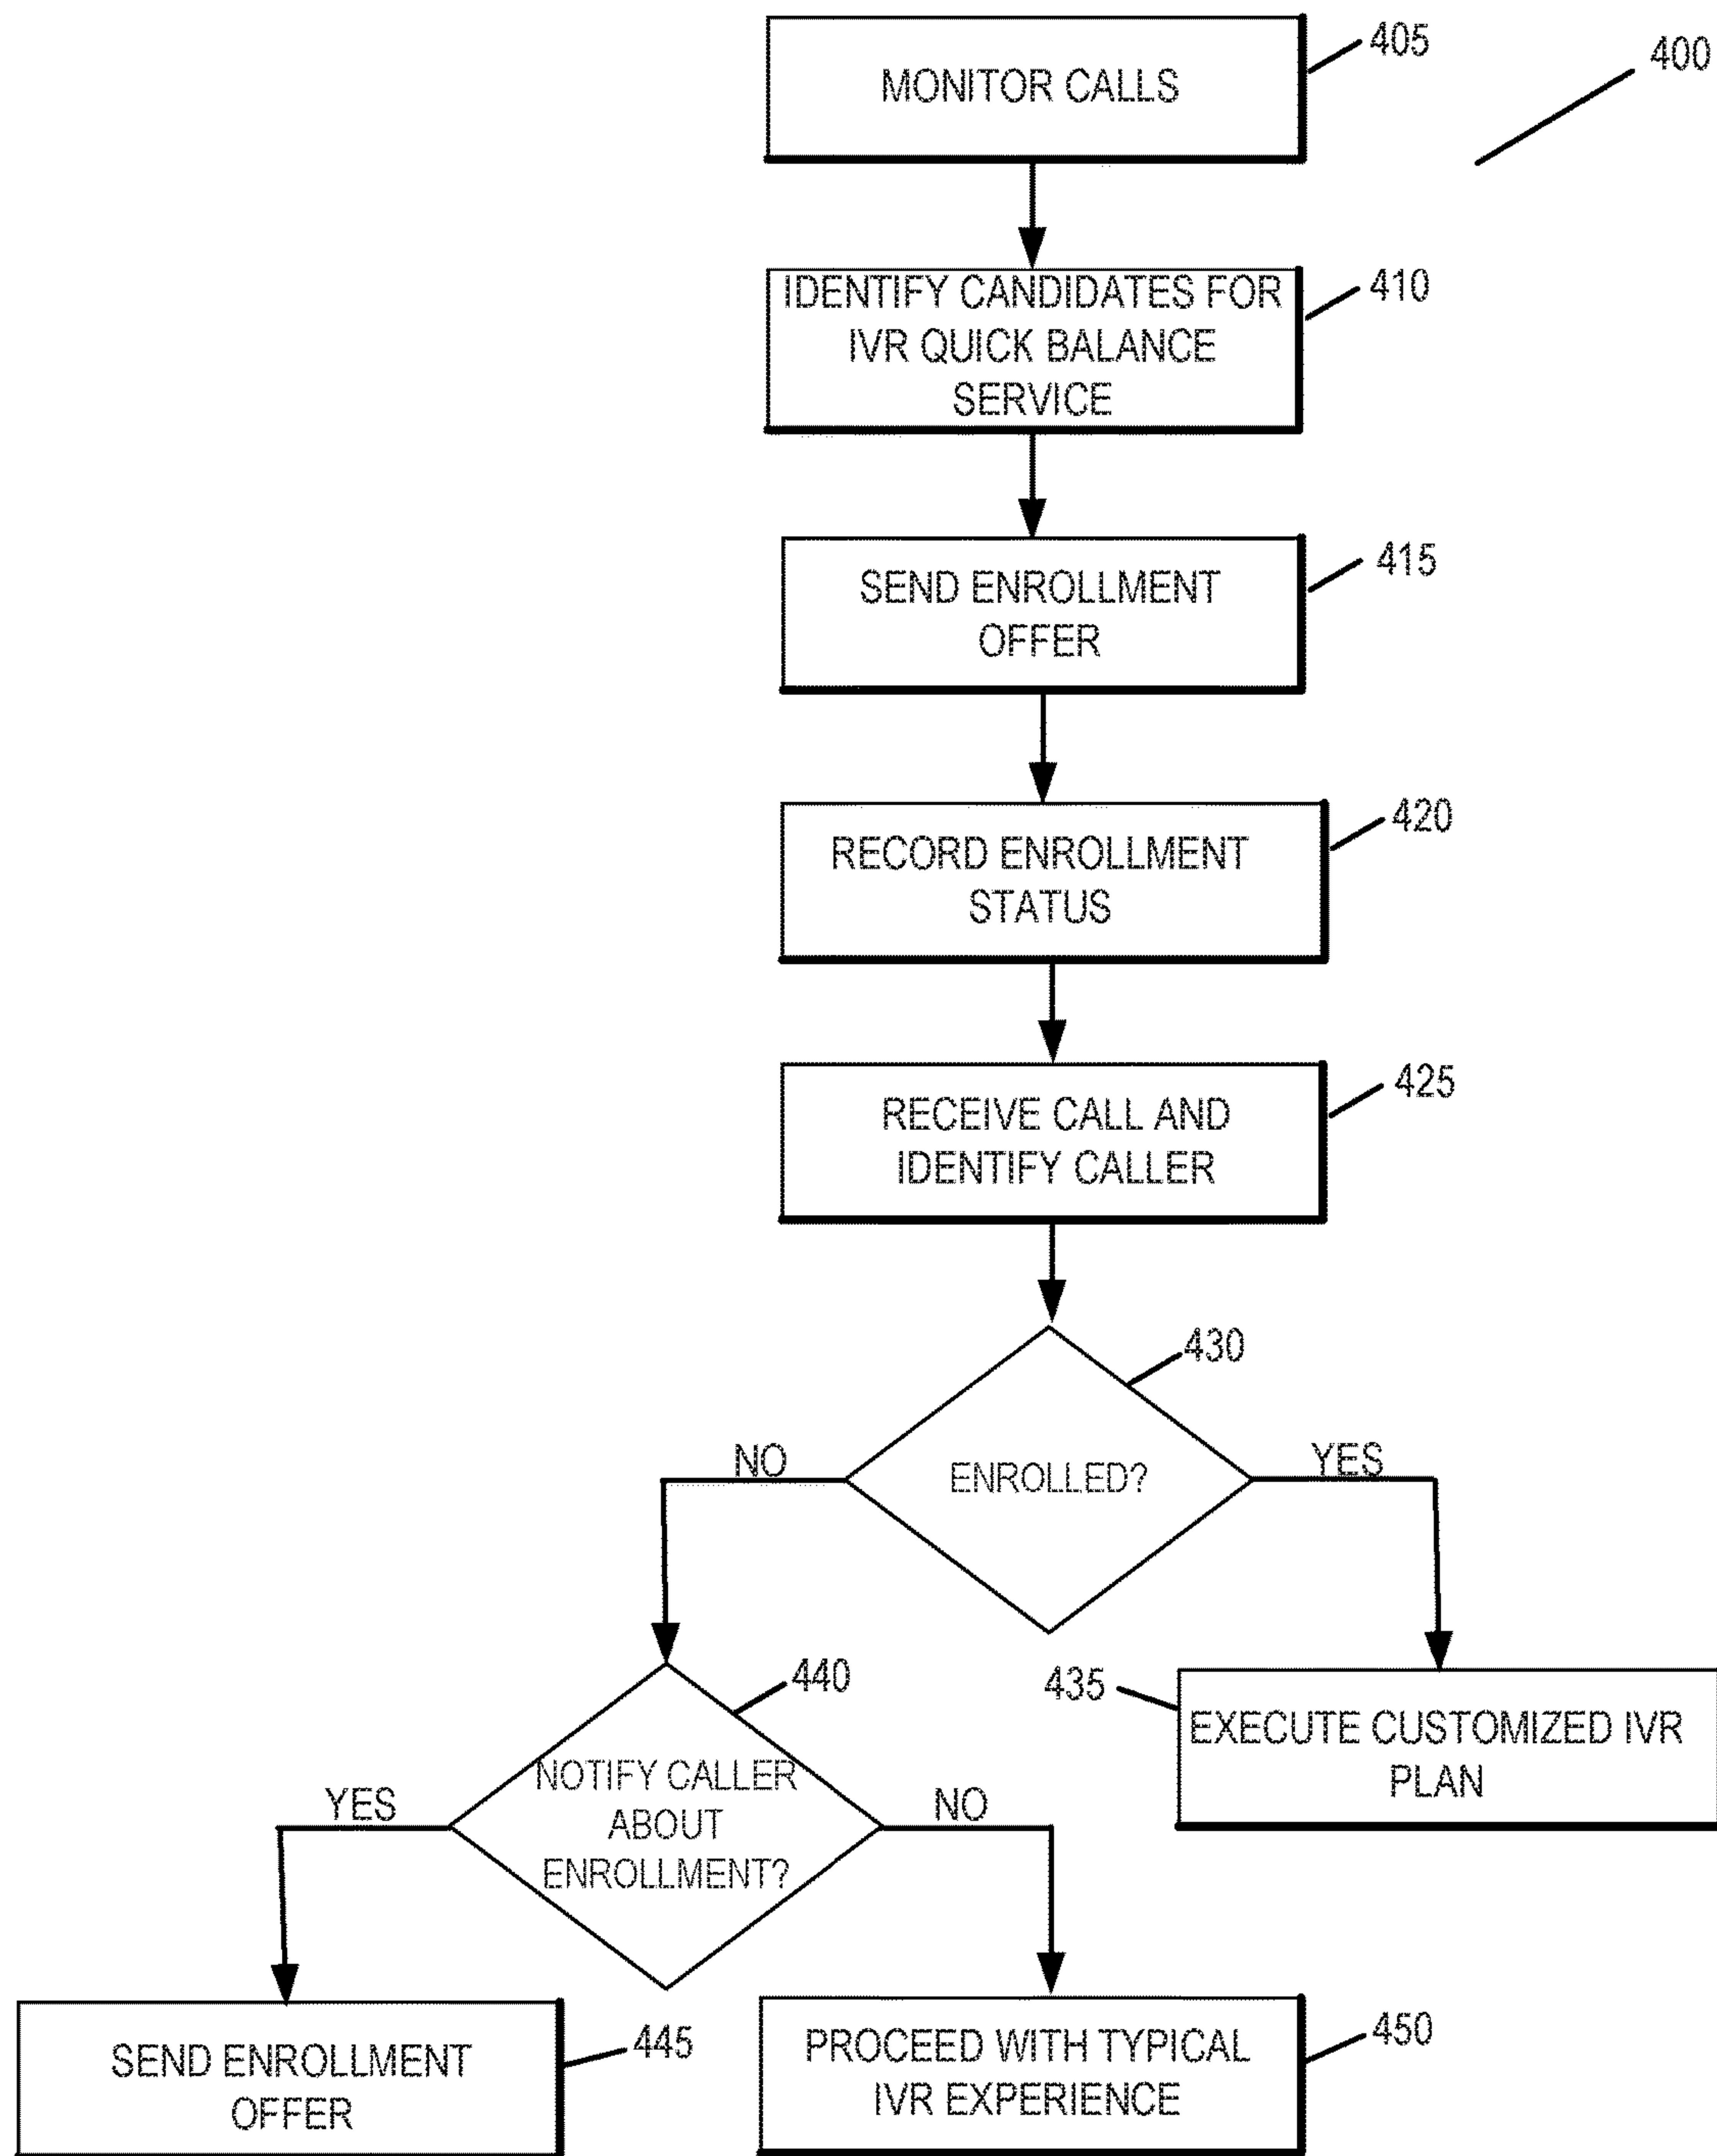 MONITOR CALLS
405
400
IDENTIFY CANDIDATES FOR
IVR QUICK BALANCE
SERVICE
410
SEND ENROLLMENT
OFFER
415
RECORD ENROLLMENT
STATUS
420
RECEIVE CALL AND
IDENTIFY CALLER
425
430
NO
ENROLLED?
YES
440
435
EXECUTE CUSTOMIZED IVR
PLAN
NOTIFY CALLER
ABOUT
ENROLLMENT?
YES
NO
SEND ENROLLMENT
OFFER
445
PROCEED WITH TYPICAL
IVR EXPERIENCE
450